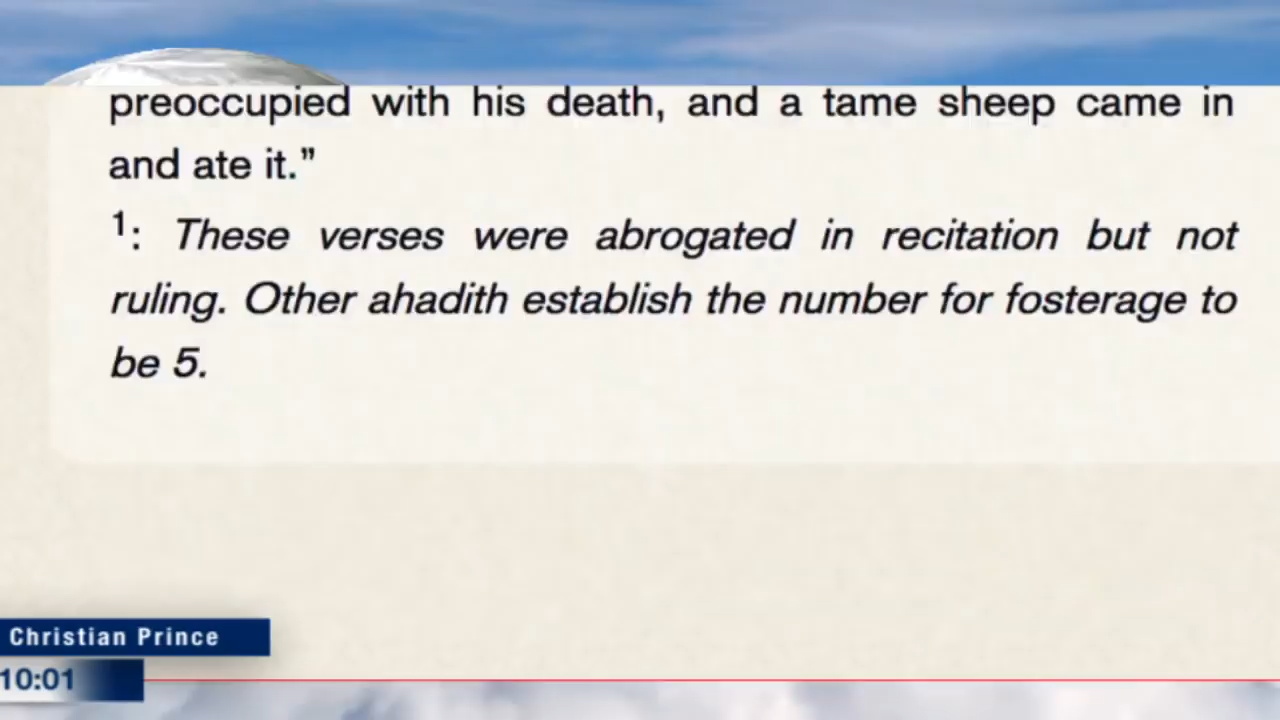 preoccupied with his death, and a tame sheep came in
and ate it.”
1: These verses were abrogated in recitation but not
ruling. Other ahadith establish the number for fosterage to
be 5.
Christian Prince
10:01